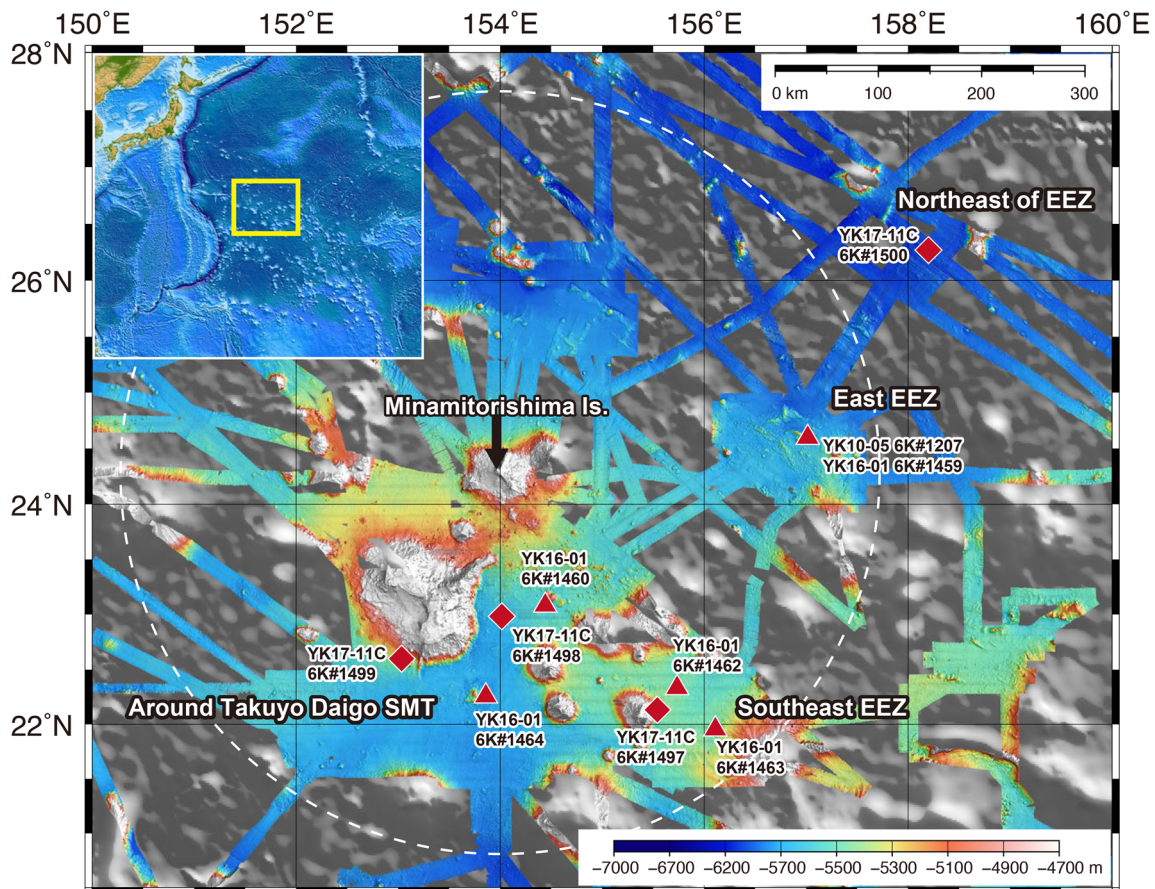 150°E 152°E 154°E 156°E 158°E 160°E
28°N
0 km 100 200 300
Northeast of EEZ
YK17-11C
6K#1500
26°N
East EEZ
Minamitorishima Is.
YK10-05 6K#1207
YK16-01 6K#1459
24°N
YK16-01
6K#1460
YK17-11C
6K#1498
YK16-01
6K#1462
YK17-11C
6K#1499
Around Takuyo Daigo SMT
Southeast EEZ
22°N
YK16-01
6K#1464
YK17-11C
6K#1497
YK16-01
6K#1463
−7000 −6700 −6200 −5700 −5500 −5300 −5100 −4900 −4700 m